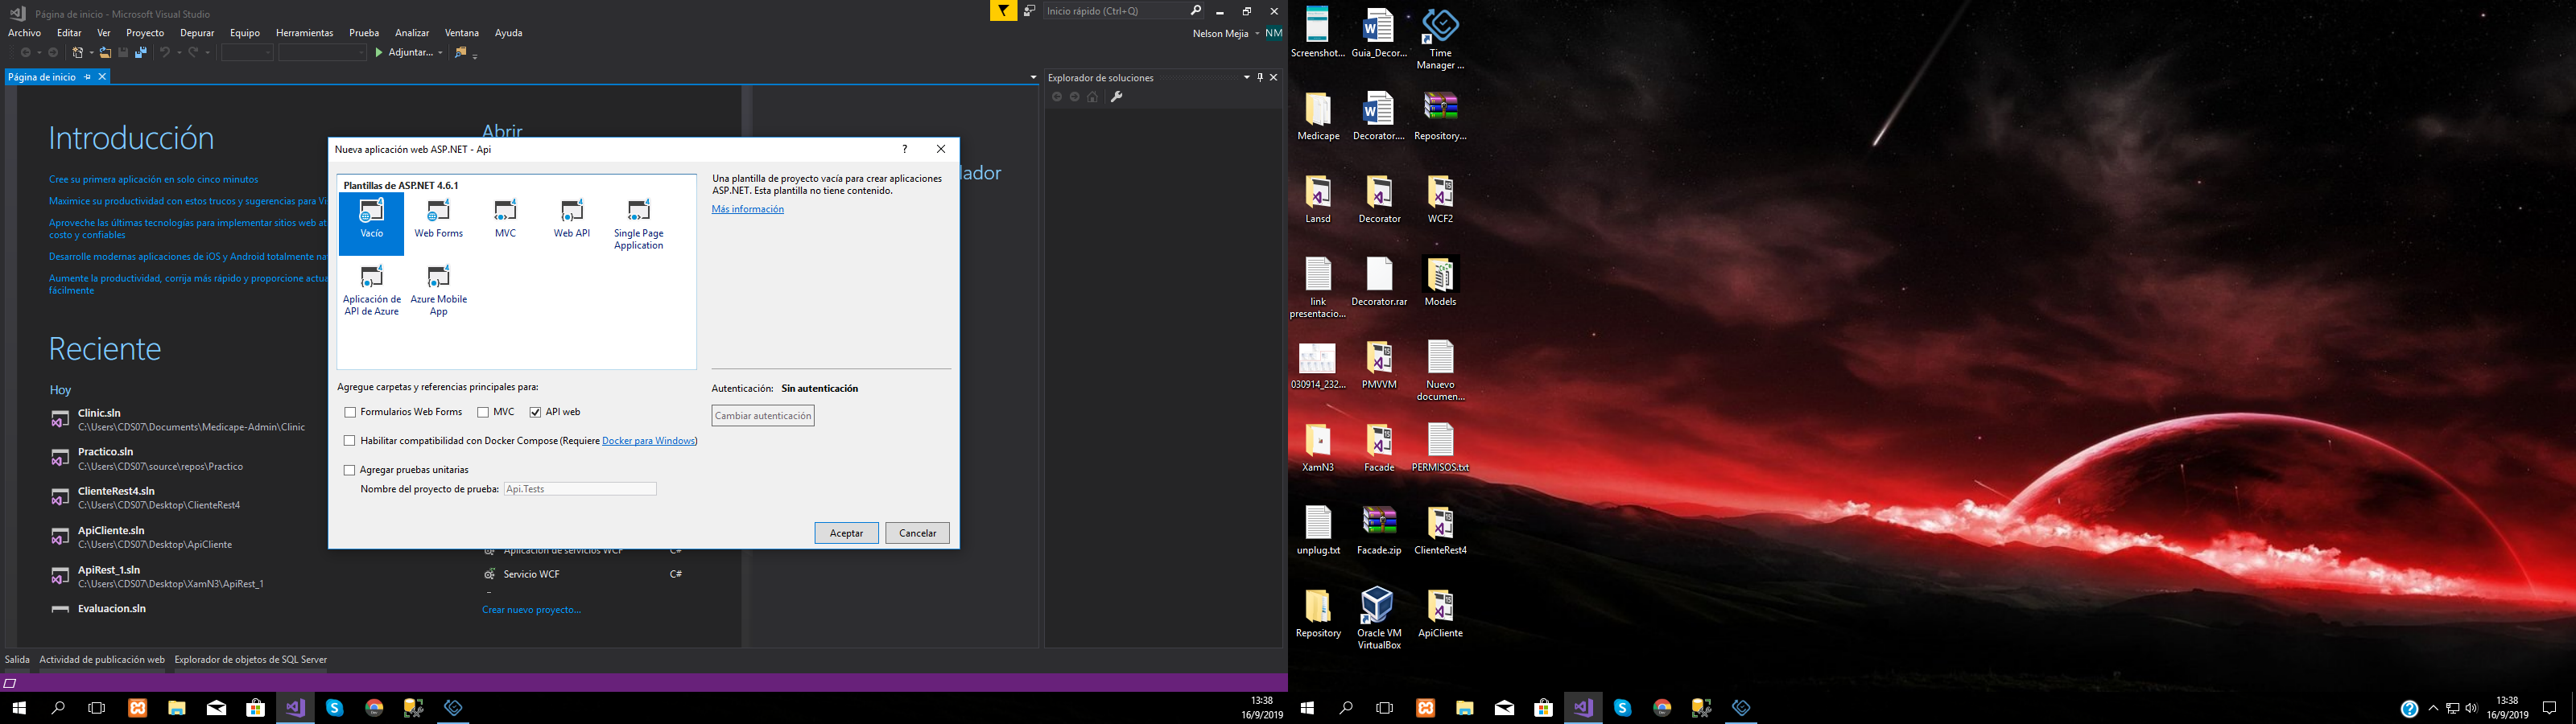 Página de inicio - Microsoft Visual Studio
Inicio rápido (Ctrl+Q)
Archivo Editar Ver Proyecto Depurar Equipo Herramientas Prueba Analizar Ventana Ayuda
Nelson Mejia NM
Adjuntar...
Página de inicio
Introducción
Cree su primera aplicación en solo cinco minutos
Maximice su productividad con estos trucos y sugerencias para Vi
Aproveche las últimas tecnologías para implementar sitios web at
costo y confiables
Desarrolle modernas aplicaciones de iOS y Android totalmente na
Aumente la productividad, corrija más rápido y proporcione actua
fácilmente
Reciente
Hoy
Clinic.sln
C:\Users\CDS07\Documents\Medicape-Admin\Clinic
Practico.sln
C:\Users\CDS07\source\repos\Practico
ClienteRest4.sln
C:\Users\CDS07\Desktop\ClienteRest4
ApiCliente.sln
C:\Users\CDS07\Desktop\ApiCliente
ApiRest_1.sln
C:\Users\CDS07\Desktop\XamN3\ApiRest_1
Evaluacion.sln
Abrir
lador
Nueva aplicación web ASP.NET - Api
?
Plantillas de ASP.NET 4.6.1
Vacío
Web Forms
MVC
Web API
Single Page
Application
Aplicación de
API de Azure
Azure Mobile
App
Una plantilla de proyecto vacía para crear aplicaciones
ASP.NET. Esta plantilla no tiene contenido.
Más información
Agregue carpetas y referencias principales para:
Formularios Web Forms MVC API web
Habilitar compatibilidad con Docker Compose (Requiere Docker para Windows)
Agregar pruebas unitarias
Nombre del proyecto de prueba: Api.Tests
Autenticación: Sin autenticación
Cambiar autenticación
Aceptar Cancelar
Aplicación de servicios WCF C#
Servicio WCF C#
Crear nuevo proyecto...
Explorador de soluciones
Salida Actividad de publicación web Explorador de objetos de SQL Server
13:38
16/9/2019
Screenshot...
Guia_Decor...
Time
Manager ...
Medicape
Decorator....
Repository...
Lansd
Decorator
WCF2
link
presentacio...
Decorator.rar
Models
030914_232...
PMVVM
Nuevo
documen...
XamN3
Facade
PERMISOS.txt
unplug.txt
Facade.zip
ClienteRest4
Repository
Oracle VM
VirtualBox
ApiCliente
13:38
16/9/2019